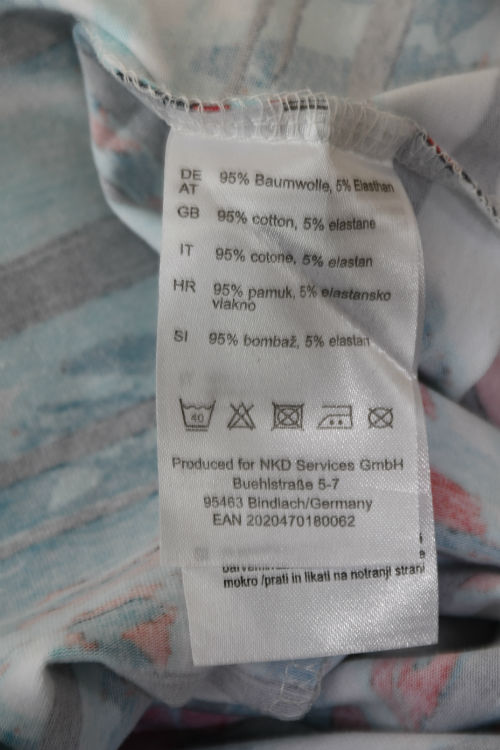 DE 95% Baumwolle, 5% Elasthan
AT
GB 95% cotton, 5% elastane
IT 95% cotone, 5% elastan
HR 95% pamuk, 5% elastansko
vlakno
SI 95% bombaž, 5% elastan
40
Produced for NKD Services GmbH
Buehlstraße 5-7
95463 Bindlach/Germany
EAN 2020470180062
mokro /prati in likati na notranji strani